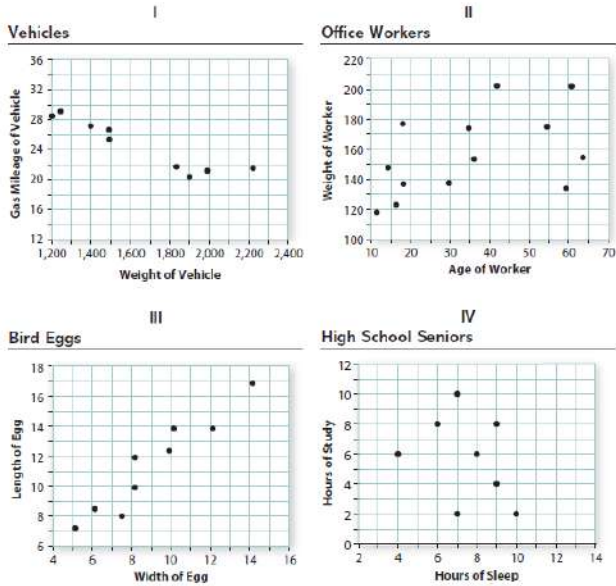 I
Vehicles
Gas Mileage of Vehicle
36
32
28
24
20
16
12
1,200 1,400 1,600 1,800 2,000 2,200 2,400
Weight of Vehicle
II
Office Workers
Weight of Worker
220
200
180
160
140
120
100
10 20 30 40 50 60 70
Age of Worker
III
Bird Eggs
Length of Egg
18
16
14
12
10
8
6
4 6 8 10 12 14 16
Width of Egg
IV
High School Seniors
Hours of Study
12
10
8
6
4
2
0
2 4 6 8 10 12 14
Hours of Sleep